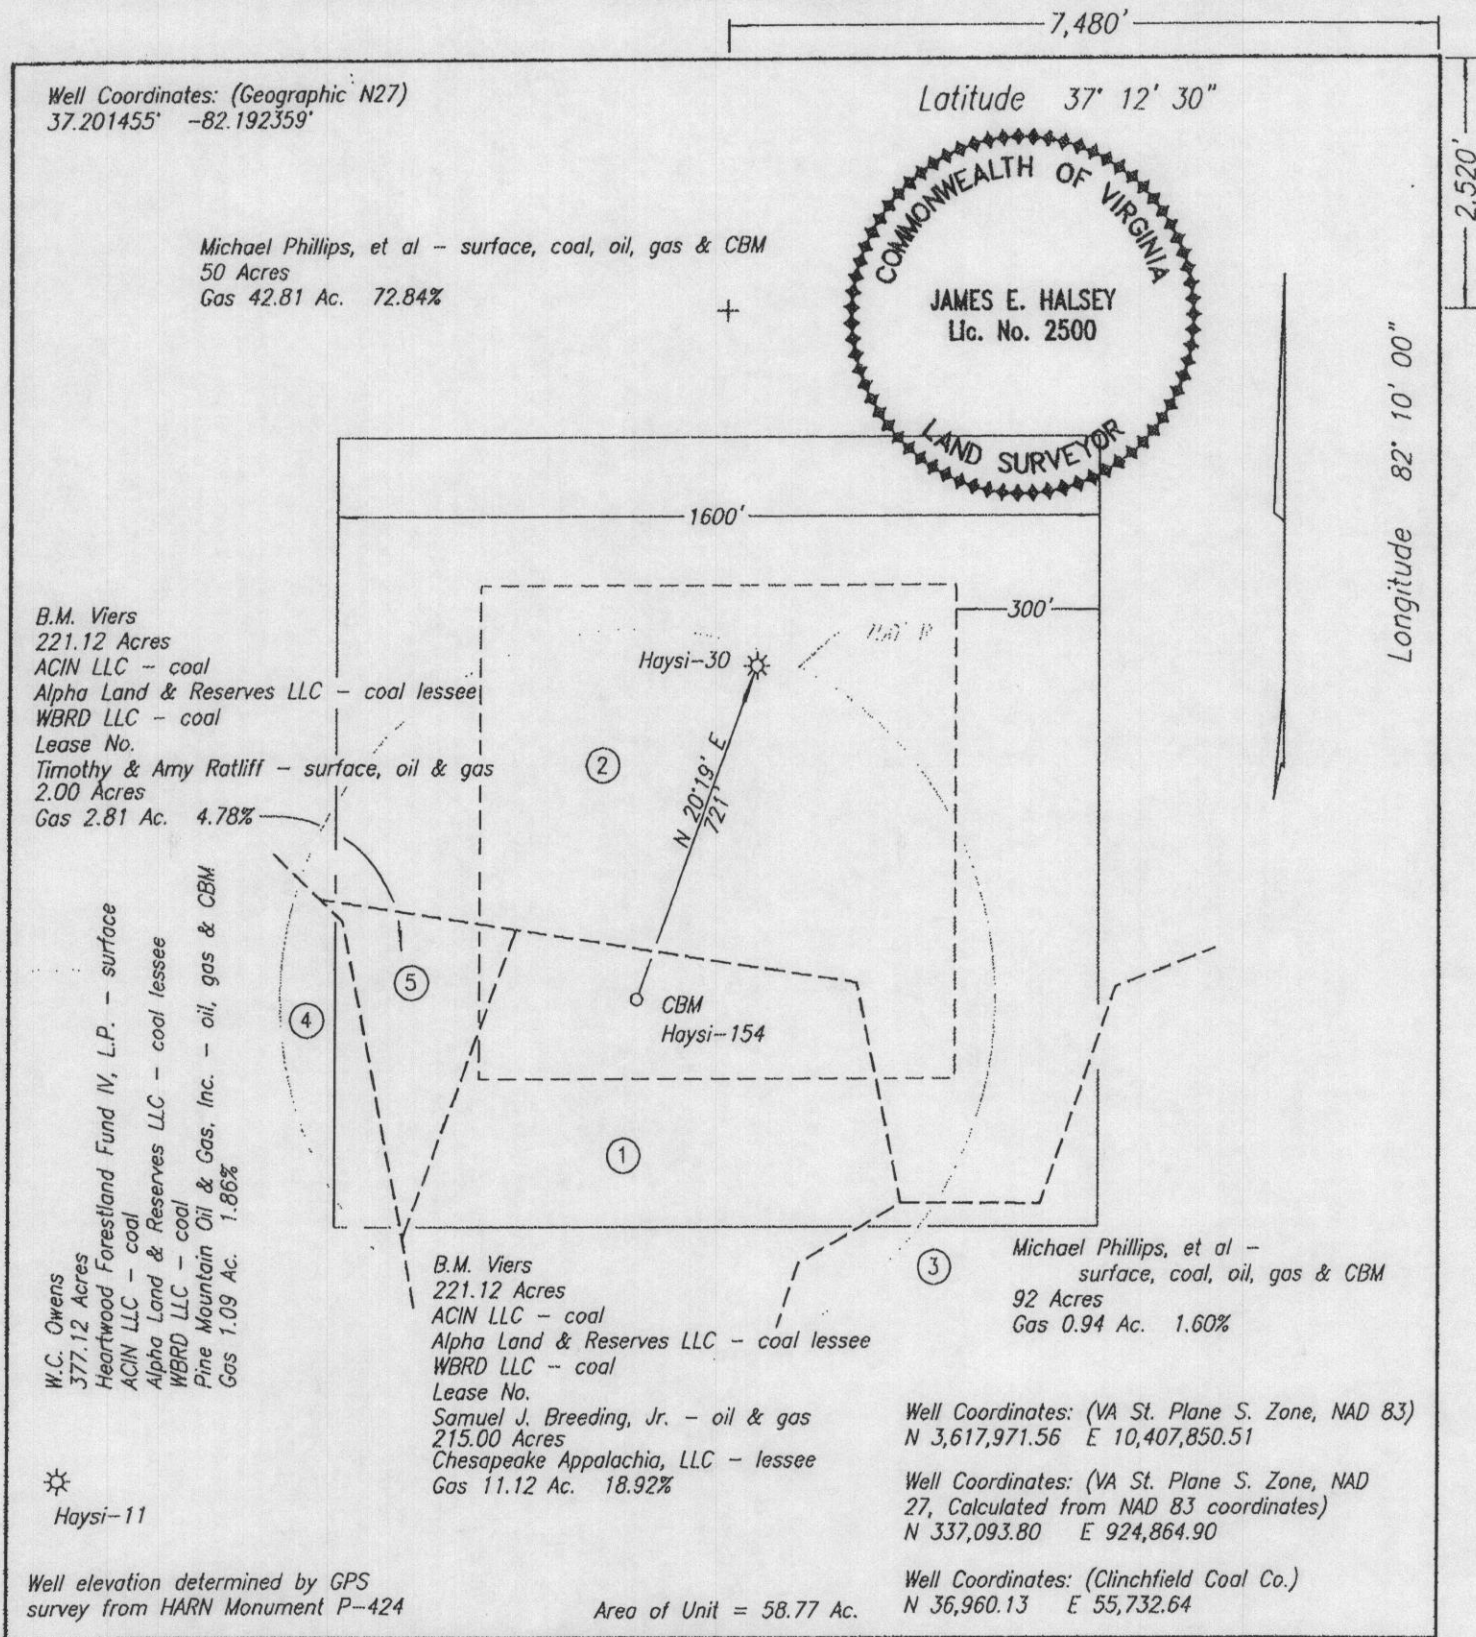 7,480'
Well Coordinates: (Geographic N27)
37.201455° -82.192359°
Latitude 37° 12' 30"
2,520'
COMMONWEALTH OF VIRGINIA
JAMES E. HALSEY
Lic. No. 2500
LAND SURVEYOR
Michael Phillips, et al - surface, coal, oil, gas & CBM
50 Acres
Gas 42.81 Ac. 72.84%
Longitude 82° 10' 00"
1600'
300'
B.M. Viers
221.12 Acres
ACIN LLC - coal
Alpha Land & Reserves LLC - coal lessee
WBRD LLC - coal
Lease No.
Timothy & Amy Ratliff - surface, oil & gas
2.00 Acres
Gas 2.81 Ac. 4.78%
Haysi-30
2
N 20°19' E
721'
5
4
CBM
Haysi-154
1
3
W.C. Owens
377.12 Acres
Heartwood Forestland Fund IV, L.P. - surface
ACIN LLC - coal
Alpha Land & Reserves LLC - coal lessee
WBRD LLC - coal
Pine Mountain Oil & Gas, Inc. - oil, gas & CBM
Gas 1.09 Ac. 1.86%
B.M. Viers
221.12 Acres
ACIN LLC - coal
Alpha Land & Reserves LLC - coal lessee
WBRD LLC - coal
Lease No.
Samuel J. Breeding, Jr. - oil & gas
215.00 Acres
Chesapeake Appalachia, LLC - lessee
Gas 11.12 Ac. 18.92%
Michael Phillips, et al -
surface, coal, oil, gas & CBM
92 Acres
Gas 0.94 Ac. 1.60%
Haysi-11
Well Coordinates: (VA St. Plane S. Zone, NAD 83)
N 3,617,971.56 E 10,407,850.51
Well Coordinates: (VA St. Plane S. Zone, NAD
27, Calculated from NAD 83 coordinates)
N 337,093.80 E 924,864.90
Well Coordinates: (Clinchfield Coal Co.)
N 36,960.13 E 55,732.64
Well elevation determined by GPS
survey from HARN Monument P-424
Area of Unit = 58.77 Ac.